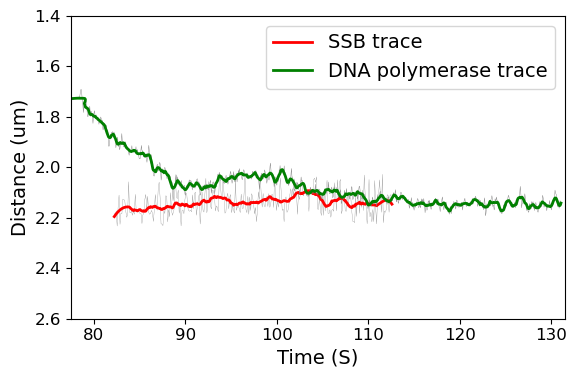 1.4
SSB trace
DNA polymerase trace
1.6
1.8
2.0
2.2
2.4
2.6
Distance (um)
80 90 100 110 120 130
Time (S)